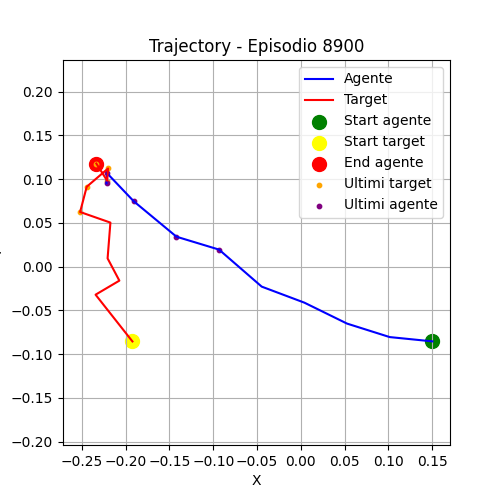 Trajectory - Episodio 8900
Agente
Target
Start agente
Start target
End agente
Ultimi target
Ultimi agente
0.20
0.15
0.10
0.05
0.00
−0.05
−0.10
−0.15
−0.20
−0.25 −0.20 −0.15 −0.10 −0.05 0.00 0.05 0.10 0.15
X